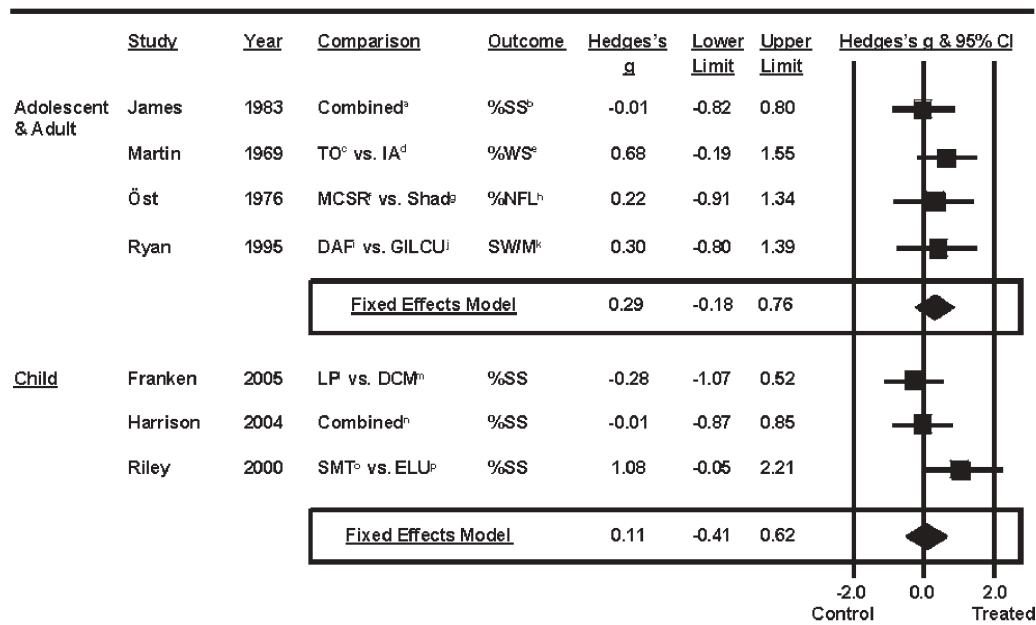 Study Year Comparison Outcome Hedges's g Lower Limit Upper Limit Hedges's g & 95% CI
Adolescent & Adult James 1983 Combinedᵃ %SSᵇ -0.01 -0.82 0.80
Martin 1969 TOᶜ vs. IAᵈ %WSᵉ 0.68 -0.19 1.55
Öst 1976 MCSRᶠ vs. Shadᵍ %NFLʰ 0.22 -0.91 1.34
Ryan 1995 DAFⁱ vs. GILCUʲ SW/Mᵏ 0.30 -0.80 1.39
Fixed Effects Model 0.29 -0.18 0.76
Child Franken 2005 LPˡ vs. DCMᵐ %SS -0.28 -1.07 0.52
Harrison 2004 Combinedⁿ %SS -0.01 -0.87 0.85
Riley 2000 SMTᵒ vs. ELUᵖ %SS 1.08 -0.05 2.21
Fixed Effects Model 0.11 -0.41 0.62
-2.0 0.0 2.0
Control Treated